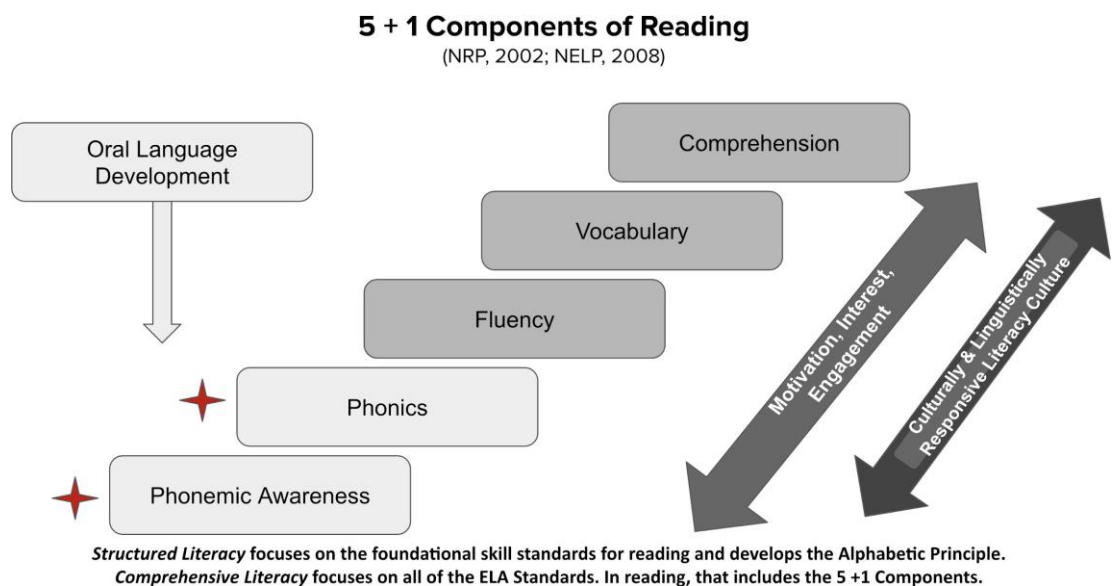 5 + 1 Components of Reading
(NRP, 2002; NELP, 2008)
Oral Language
Development
Comprehension
Vocabulary
Fluency
Phonics
Phonemic Awareness
Motivation, Interest,
Engagement
Culturally & Linguistically
Responsive Literacy Culture
Structured Literacy focuses on the foundational skill standards for reading and develops the Alphabetic Principle.
Comprehensive Literacy focuses on all of the ELA Standards. In reading, that includes the 5 +1 Components.